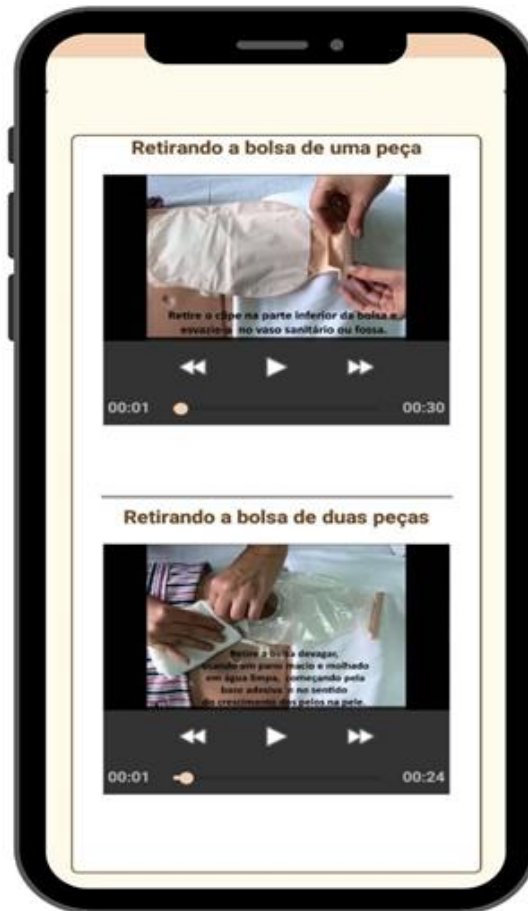 Retirando a bolsa de uma peça
Retire o clipe na parte inferior da bolsa e
esvazie-a no vaso sanitário ou fossa.
00:01 00:30
Retirando a bolsa de duas peças
Retire a bolsa devagar,
usando um pano macio e molhado
em água limpa, começando pela
base adesiva e no sentido
do crescimento dos pelos na pele.
00:01 00:24